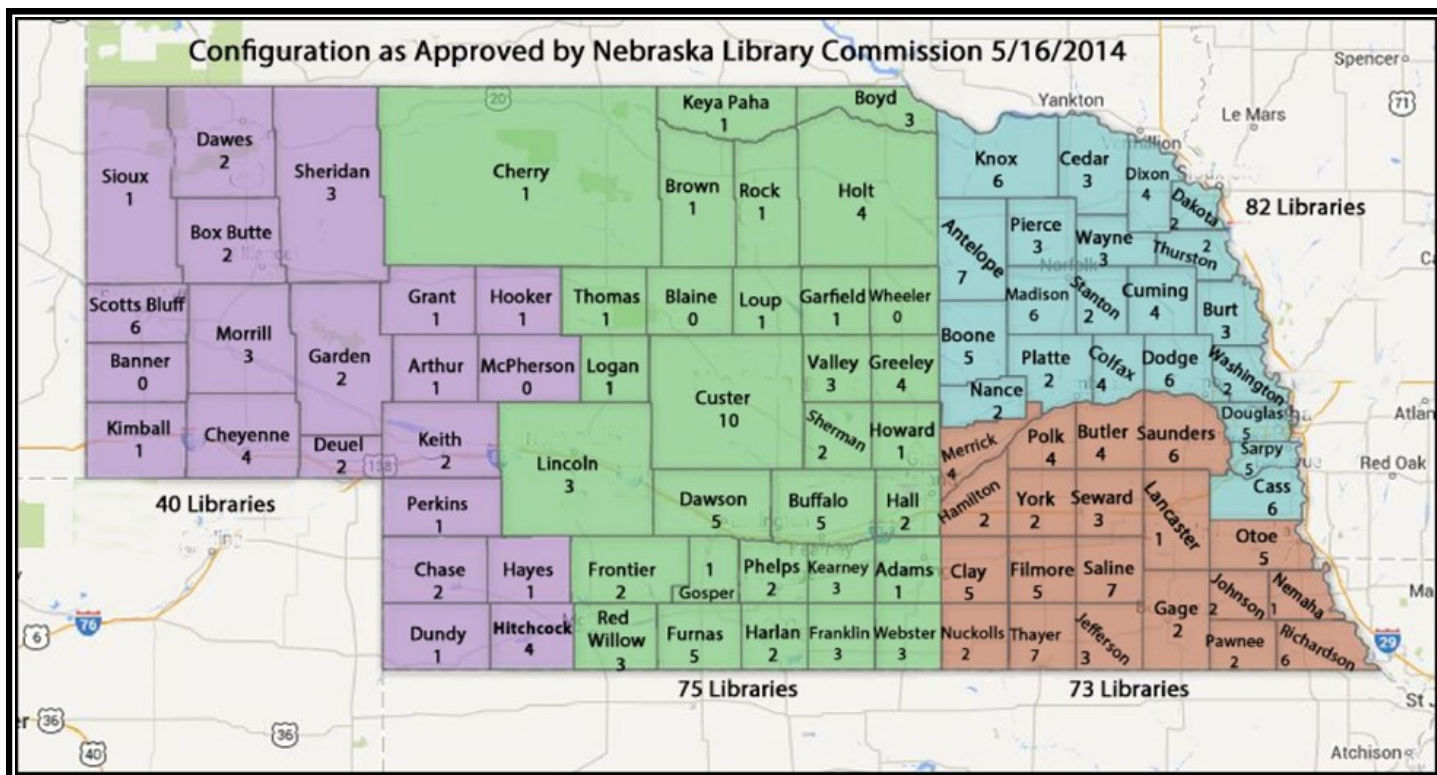 Configuration as Approved by Nebraska Library Commission 5/16/2014
Spencer
71
20
Keya Paha
1
Boyd
3
Yankton
Le Mars
Dawes
2
Sioux
1
Sheridan
3
Cherry
1
Brown
1
Rock
1
Holt
4
Knox
6
Cedar
3
Dixon
4
Dakota
2
82 Libraries
Box Butte
2
Antelope
7
Pierce
3
Wayne
3
Thurston
2
Norfolk
Scotts Bluff
6
Morrill
3
Garden
2
Grant
1
Hooker
1
Thomas
1
Blaine
0
Loup
1
Garfield
1
Wheeler
0
Madison
6
Stanton
2
Cuming
4
Burt
3
Banner
0
Arthur
1
McPherson
0
Logan
1
Custer
10
Valley
3
Greeley
4
Boone
5
Platte
2
Colfax
4
Dodge
6
Washington
2
Nance
2
Kimball
1
Cheyenne
4
Deuel
2
138
Keith
2
Lincoln
3
Sherman
2
Howard
1
Merrick
4
Polk
4
Butler
4
Saunders
6
Douglas
5
Sarpy
5
Red Oak
40 Libraries
Perkins
1
Dawson
5
Buffalo
5
Hall
2
Hamilton
2
York
2
Seward
3
Lancaster
1
Cass
6
Otoe
5
Chase
2
Hayes
1
Frontier
2
1
Gosper
Phelps
2
Kearney
3
Adams
1
Clay
5
Filmore
5
Saline
7
Gage
2
Johnson
2
Nemaha
1
76
6
Dundy
1
Hitchcock
4
Red
Willow
3
Furnas
5
Harlan
2
Franklin
3
Webster
3
Nuckolls
2
Thayer
7
Jefferson
3
Pawnee
2
Richardson
6
29
75 Libraries
73 Libraries
36
36
40
Atchison